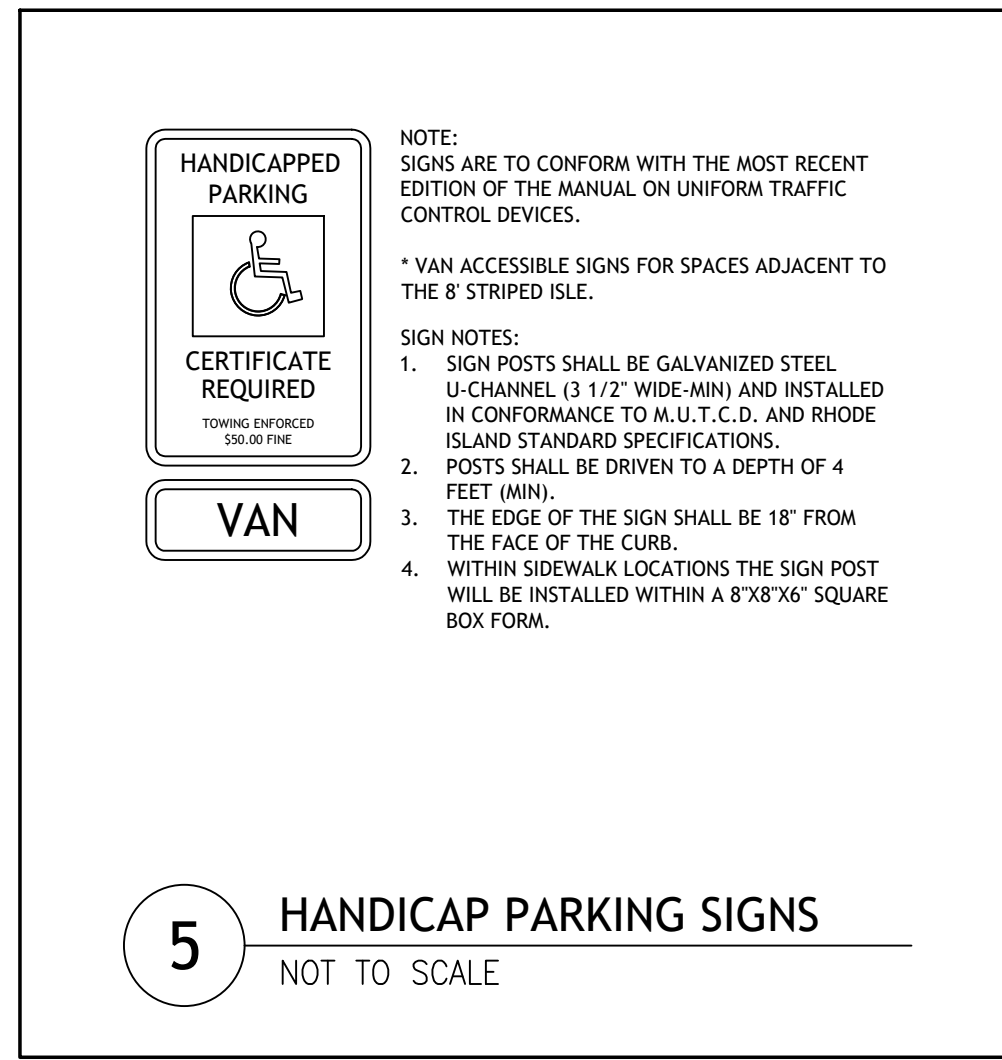 HANDICAPPED
PARKING
CERTIFICATE
REQUIRED
TOWING ENFORCED
$50.00 FINE
VAN
NOTE:
SIGNS ARE TO CONFORM WITH THE MOST RECENT
EDITION OF THE MANUAL ON UNIFORM TRAFFIC
CONTROL DEVICES.
* VAN ACCESSIBLE SIGNS FOR SPACES ADJACENT TO
THE 8' STRIPED ISLE.
SIGN NOTES:
1. SIGN POSTS SHALL BE GALVANIZED STEEL
U-CHANNEL (3 1/2" WIDE-MIN) AND INSTALLED
IN CONFORMANCE TO M.U.T.C.D. AND RHODE
ISLAND STANDARD SPECIFICATIONS.
2. POSTS SHALL BE DRIVEN TO A DEPTH OF 4
FEET (MIN).
3. THE EDGE OF THE SIGN SHALL BE 18" FROM
THE FACE OF THE CURB.
4. WITHIN SIDEWALK LOCATIONS THE SIGN POST
WILL BE INSTALLED WITHIN A 8"X8"X6" SQUARE
BOX FORM.
5
HANDICAP PARKING SIGNS
NOT TO SCALE